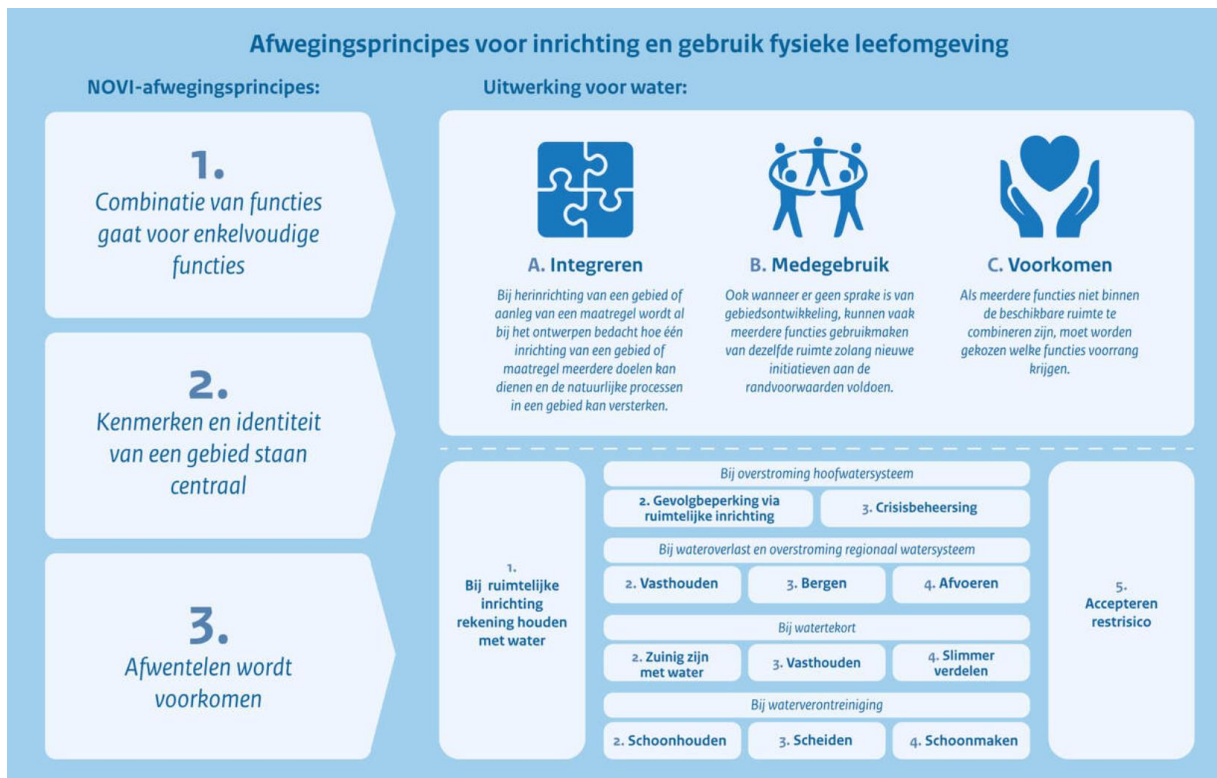 Afwegingsprincipes voor inrichting en gebruik fysieke leefomgeving
NOVI-afwegingsprincipes:
1.
Combinatie van functies
gaat voor enkelvoudige
functies
2.
Kenmerken en identiteit
van een gebied staan
centraal
3.
Afwentelen wordt
voorkomen
Uitwerking voor water:
A. Integreren
Bij herinrichting van een gebied of
aanleg van een maatregel wordt al
bij het ontwerpen bedacht hoe één
inrichting van een gebied of
maatregel meerdere doelen kan
dienen en de natuurlijke processen
in een gebied kan versterken.
B. Medegebruik
Ook wanneer er geen sprake is van
gebiedsontwikkeling, kunnen vaak
meerdere functies gebruikmaken
van dezelfde ruimte zolang nieuwe
initiatieven aan de
randvoorwaarden voldoen.
C. Voorkomen
Als meerdere functies niet binnen
de beschikbare ruimte te
combineren zijn, moet worden
gekozen welke functies voorrang
krijgen.
1.
Bij ruimtelijke
inrichting
rekening houden
met water
Bij overstroming hoofwatersysteem
2. Gevolgbeperking via
ruimtelijke inrichting
3. Crisisbeheersing
Bij wateroverlast en overstroming regionaal watersysteem
2. Vasthouden
3. Bergen
4. Afvoeren
Bij watertekort
2. Zuinig zijn
met water
3. Vasthouden
4. Slimmer
verdelen
Bij waterverontreiniging
2. Schoonhouden
3. Scheiden
4. Schoonmaken
5.
Accepteren
restrisico